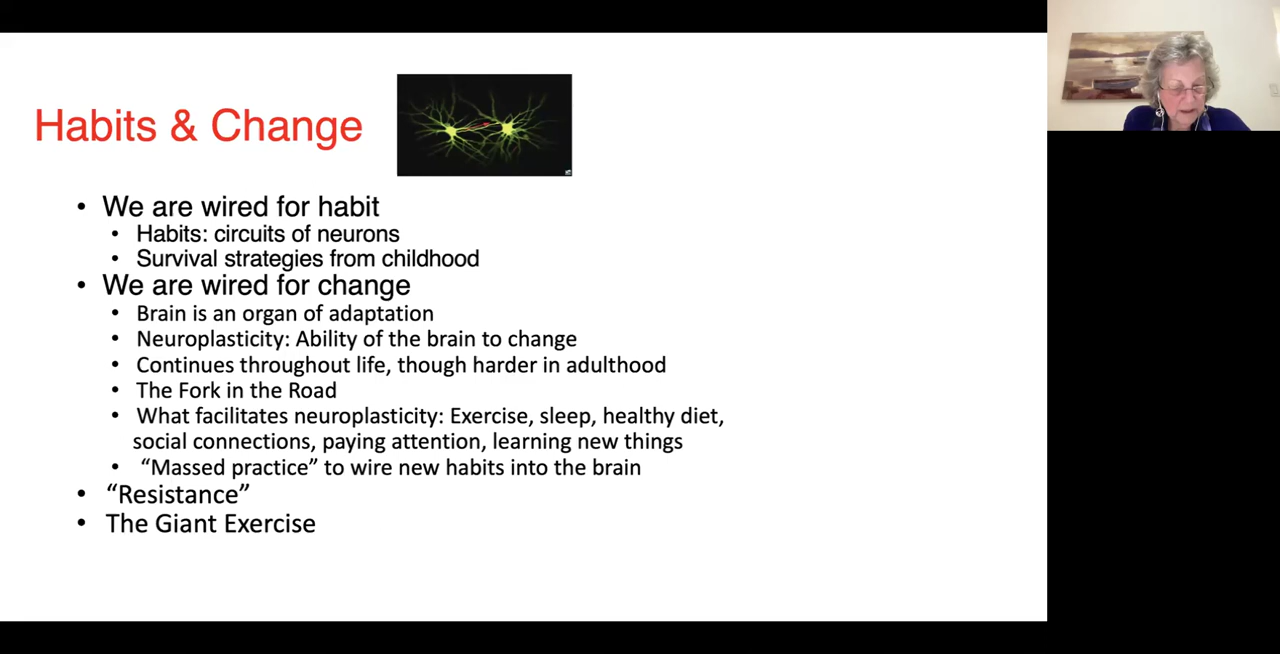 Habits & Change
• We are wired for habit
• Habits: circuits of neurons
• Survival strategies from childhood
• We are wired for change
• Brain is an organ of adaptation
• Neuroplasticity: Ability of the brain to change
• Continues throughout life, though harder in adulthood
• The Fork in the Road
• What facilitates neuroplasticity: Exercise, sleep, healthy diet,
social connections, paying attention, learning new things
• “Massed practice” to wire new habits into the brain
• “Resistance”
• The Giant Exercise